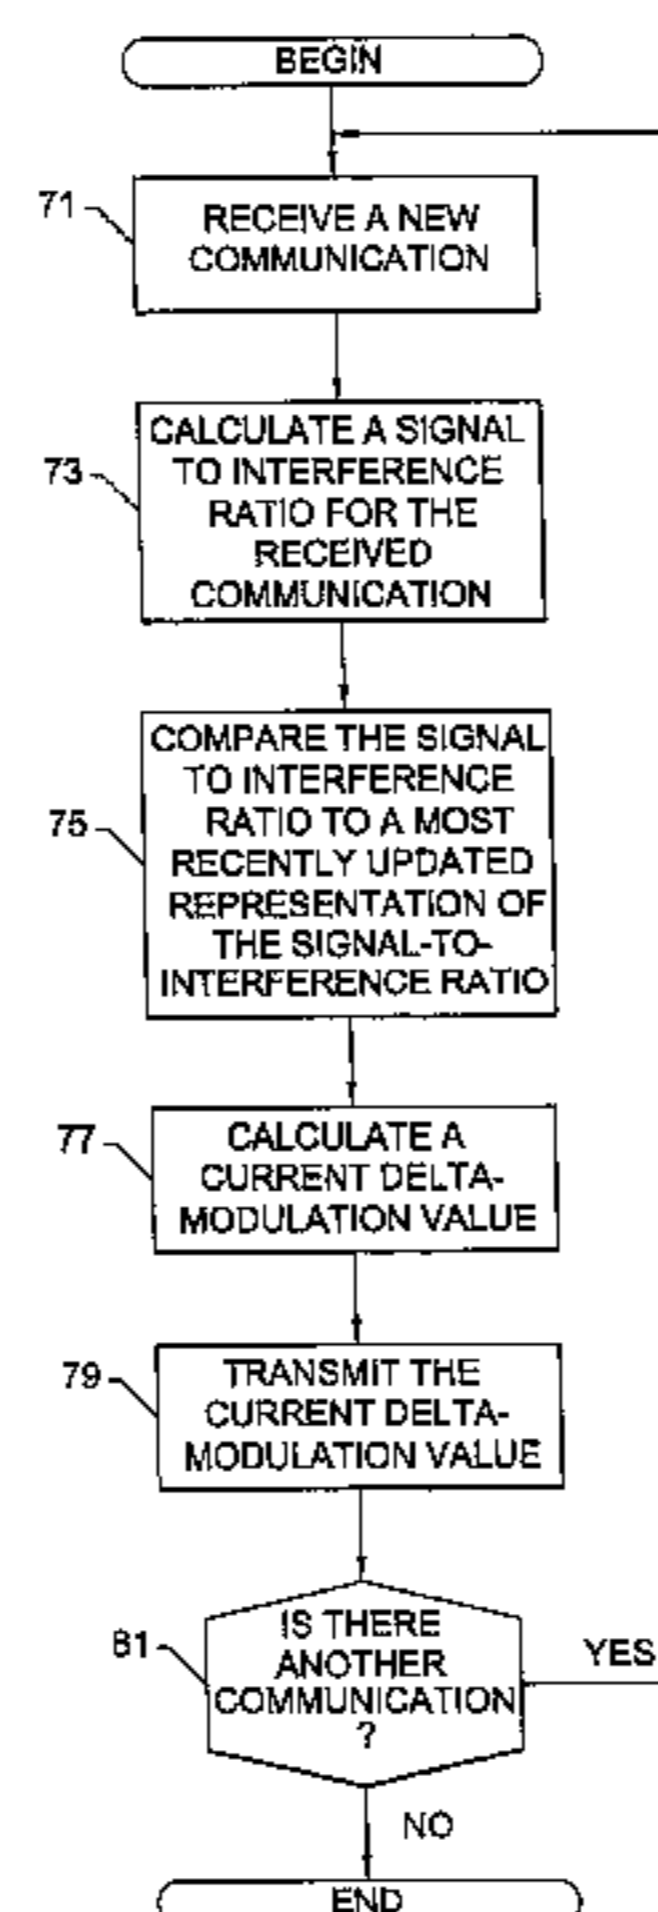 BEGIN
71
RECEIVE A NEW
COMMUNICATION
73
CALCULATE A SIGNAL
TO INTERFERENCE
RATIO FOR THE
RECEIVED
COMMUNICATION
75
COMPARE THE SIGNAL
TO INTERFERENCE
RATIO TO A MOST
RECENTLY UPDATED
REPRESENTATION OF
THE SIGNAL-TO-
INTERFERENCE RATIO
77
CALCULATE A
CURRENT DELTA-
MODULATION VALUE
79
TRANSMIT THE
CURRENT DELTA-
MODULATION VALUE
81
IS THERE
ANOTHER
COMMUNICATION
?
YES
NO
END